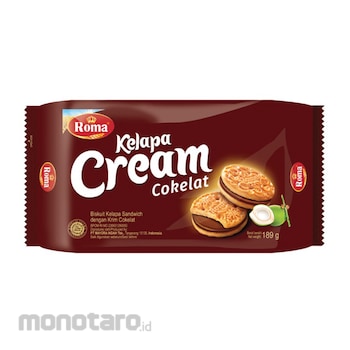 Roma
Kelapa
Cream
Cokelat
Roma
Roma
Biskuit Kelapa Sandwich
dengan Krim Cokelat
189 g
monotaro.id